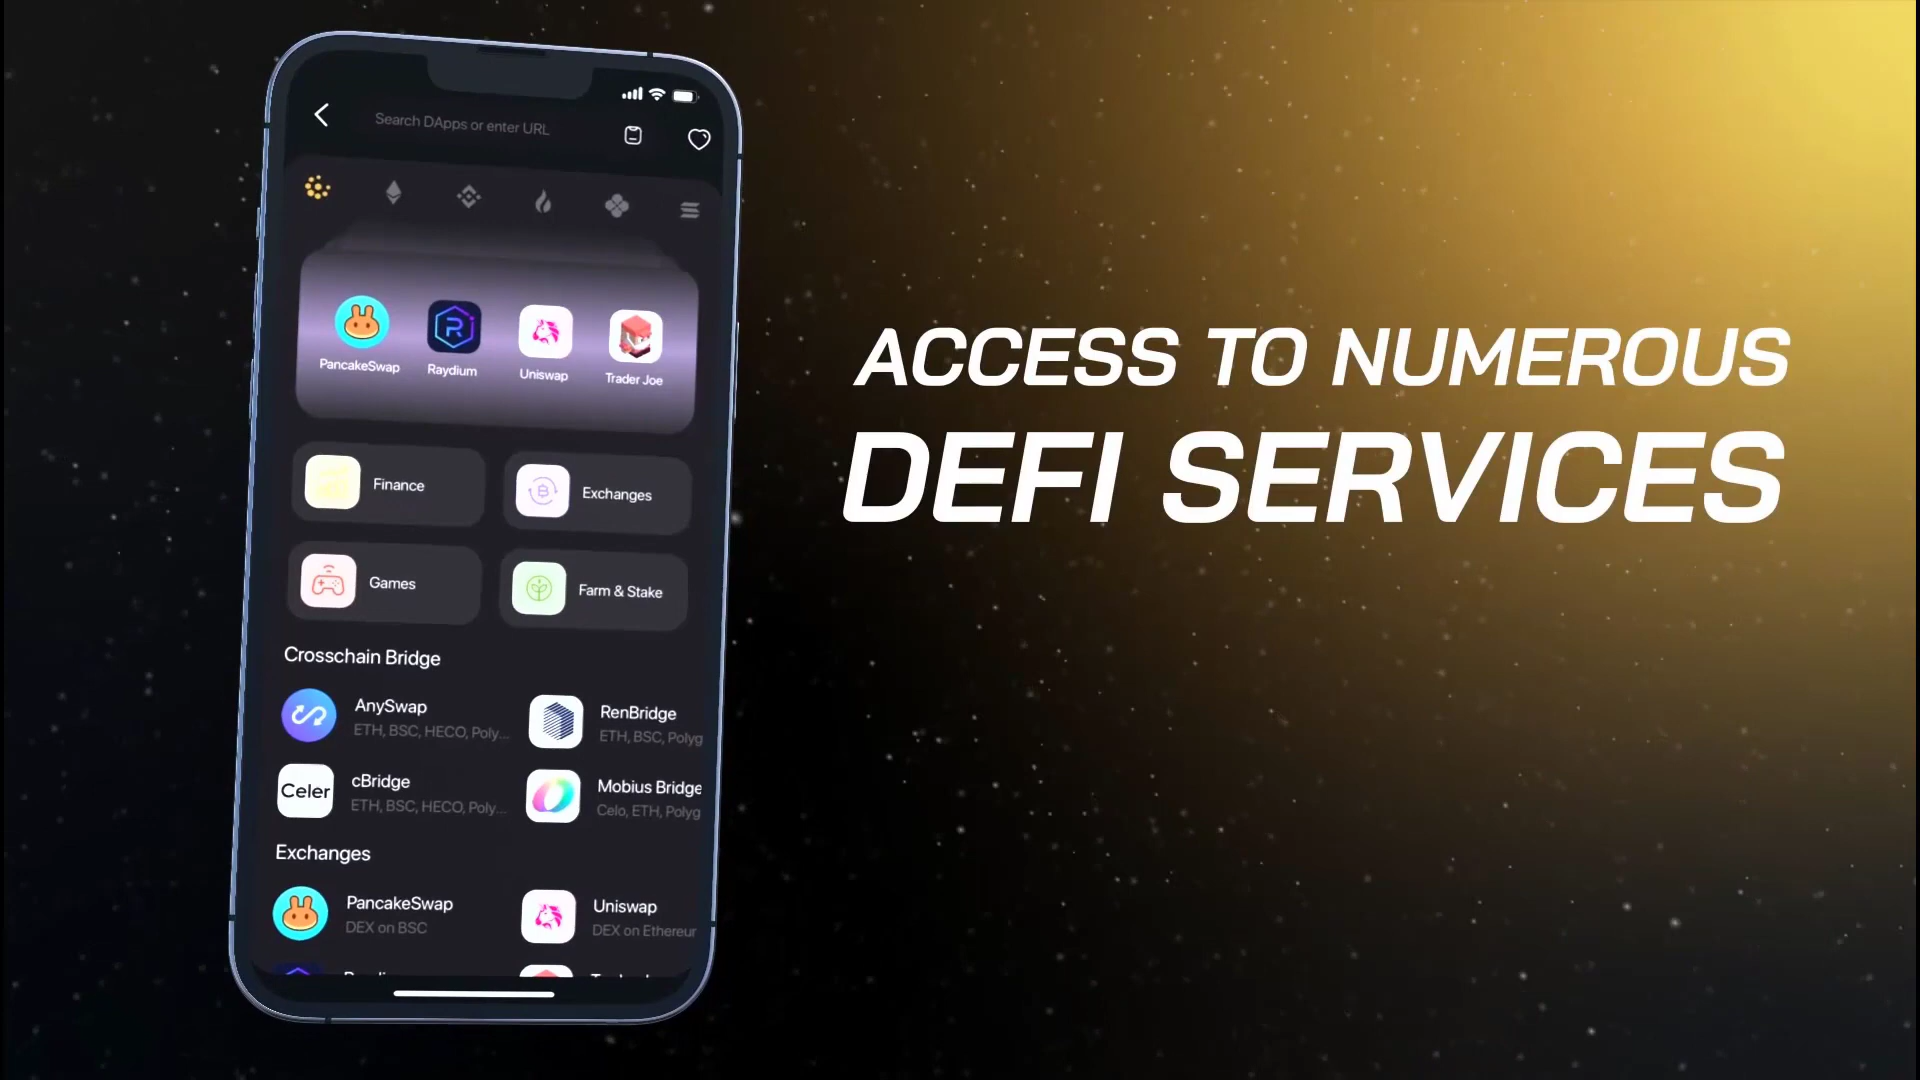 Search DApps or enter URL
PancakeSwap
Raydium
Uniswap
Trader Joe
Finance
Exchanges
Games
Farm & Stake
Crosschain Bridge
AnySwap
ETH, BSC, HECO, Poly...
RenBridge
ETH, BSC, Polyg
Celer
cBridge
ETH, BSC, HECO, Poly...
Mobius Bridge
Celo, ETH, Polyg
Exchanges
PancakeSwap
DEX on BSC
Uniswap
DEX on Ethereur
ACCESS TO NUMEROUS
DEFI SERVICES